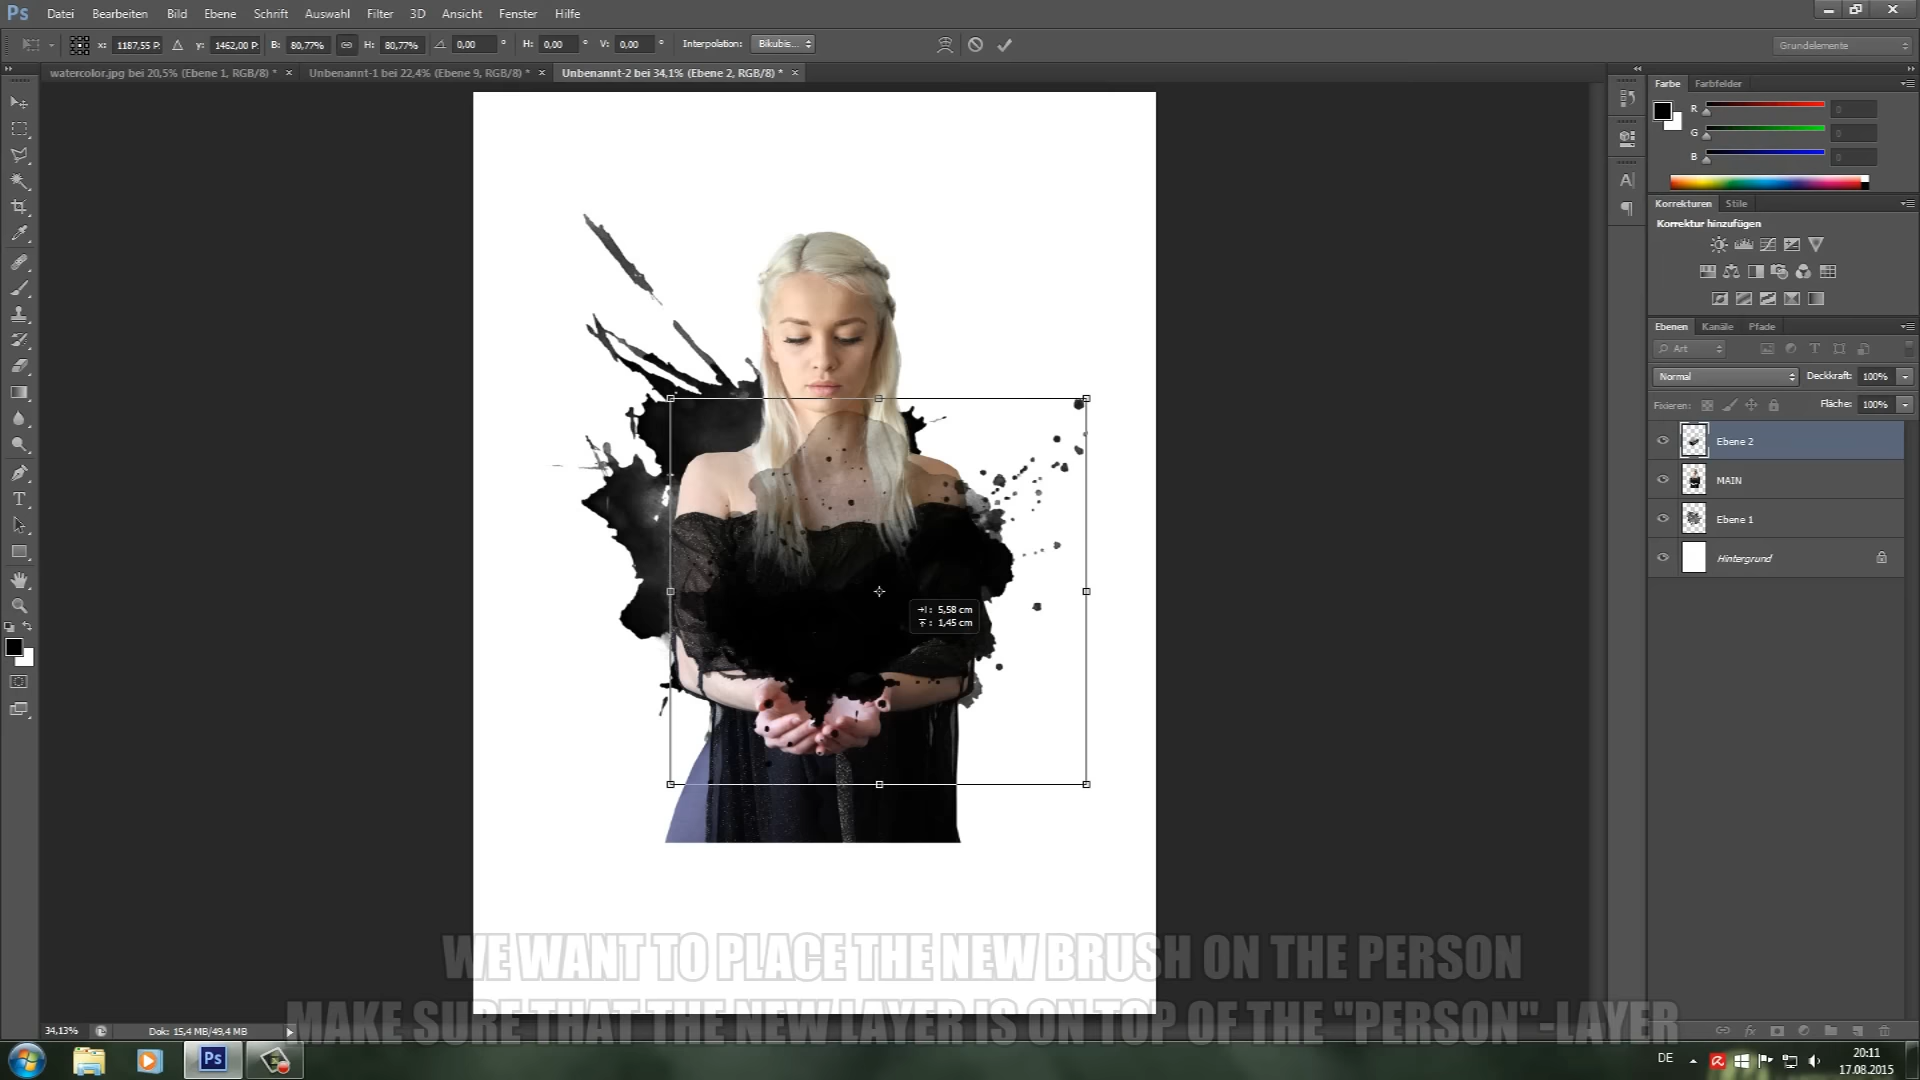 Ps Datei Bearbeiten Bild Ebene Schrift Auswahl Filter 3D Ansicht Fenster Hilfe
x: 1187,55 P. y: 1462,00 P. B: 80,77% H: 80,77% 0,00 ° H: 0,00 ° V: 0,00 ° Interpolation: Bikubis... Grundelemente
watercolor.jpg bei 20,5% (Ebene 1, RGB/8) * × Unbenannt-1 bei 22,4% (Ebene 9, RGB/8) * × Unbenannt-2 bei 34,1% (Ebene 2, RGB/8) * ×
Farbe Farbfelder
R 0
G 0
B 0
Korrekturen Stile
Korrektur hinzufügen
Ebenen Kanäle Pfade
Art
Normal Deckkraft: 100%
Fixieren: Fläche: 100%
Ebene 2
MAIN
Ebene 1
Hintergrund
5,58 cm
1,45 cm
WE WANT TO PLACE THE NEW BRUSH ON THE PERSON
MAKE SURE THAT THE NEW LAYER IS ON TOP OF THE "PERSON"-LAYER
34,13% Dok: 15,4 MB/49,4 MB
Ps DE 20:11
17.08.2015